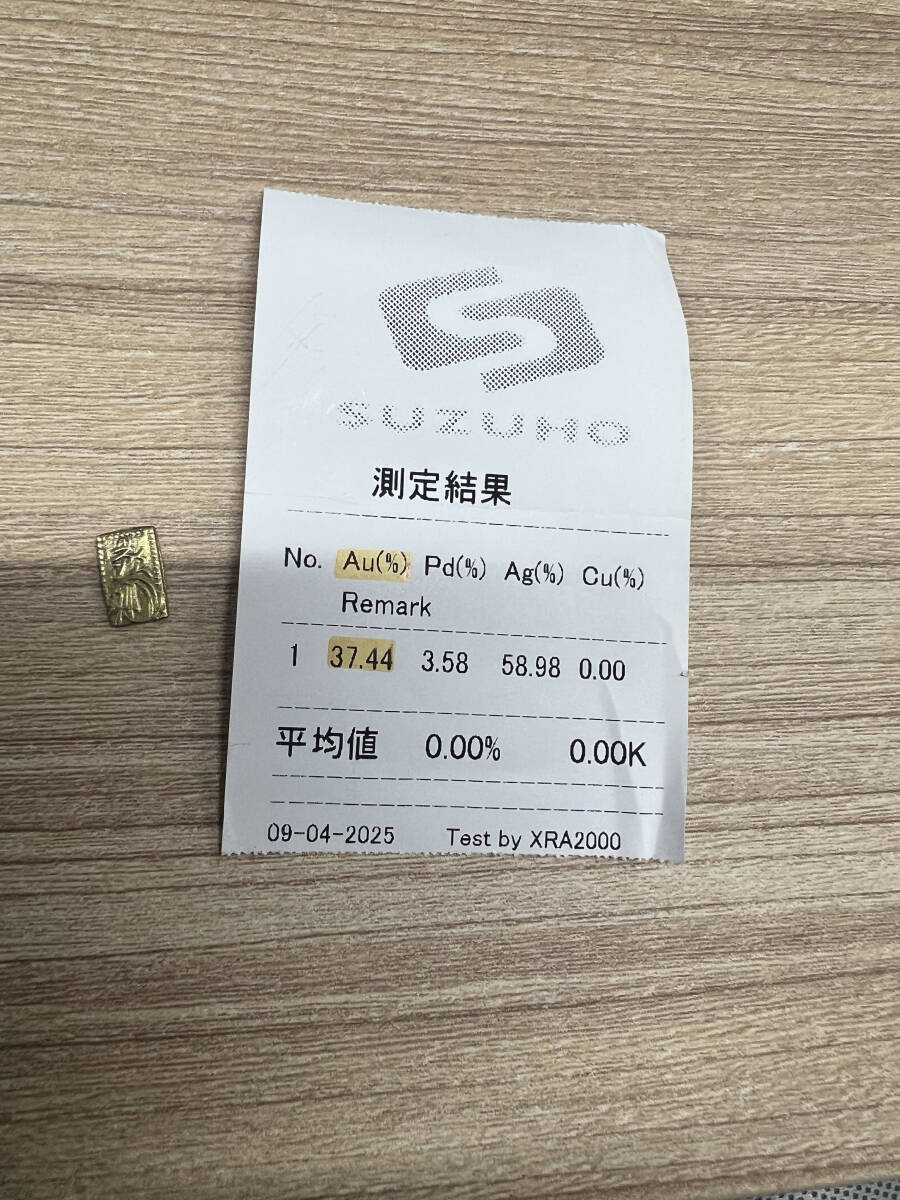 SUZUHO
測定結果
No. Au(%) Pd(%) Ag(%) Cu(%)
Remark
1 37.44 3.58 58.98 0.00
平均値 0.00% 0.00K
09-04-2025 Test by XRA2000